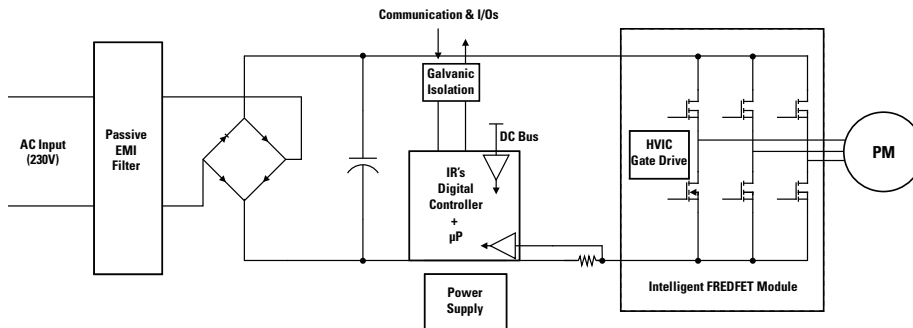 Communication & I/Os
AC Input
(230V)
Passive
EMI
Filter
Galvanic
Isolation
DC Bus
IR's
Digital
Controller
+
µP
Power
Supply
HVIC
Gate Drive
PM
Intelligent FREDFET Module